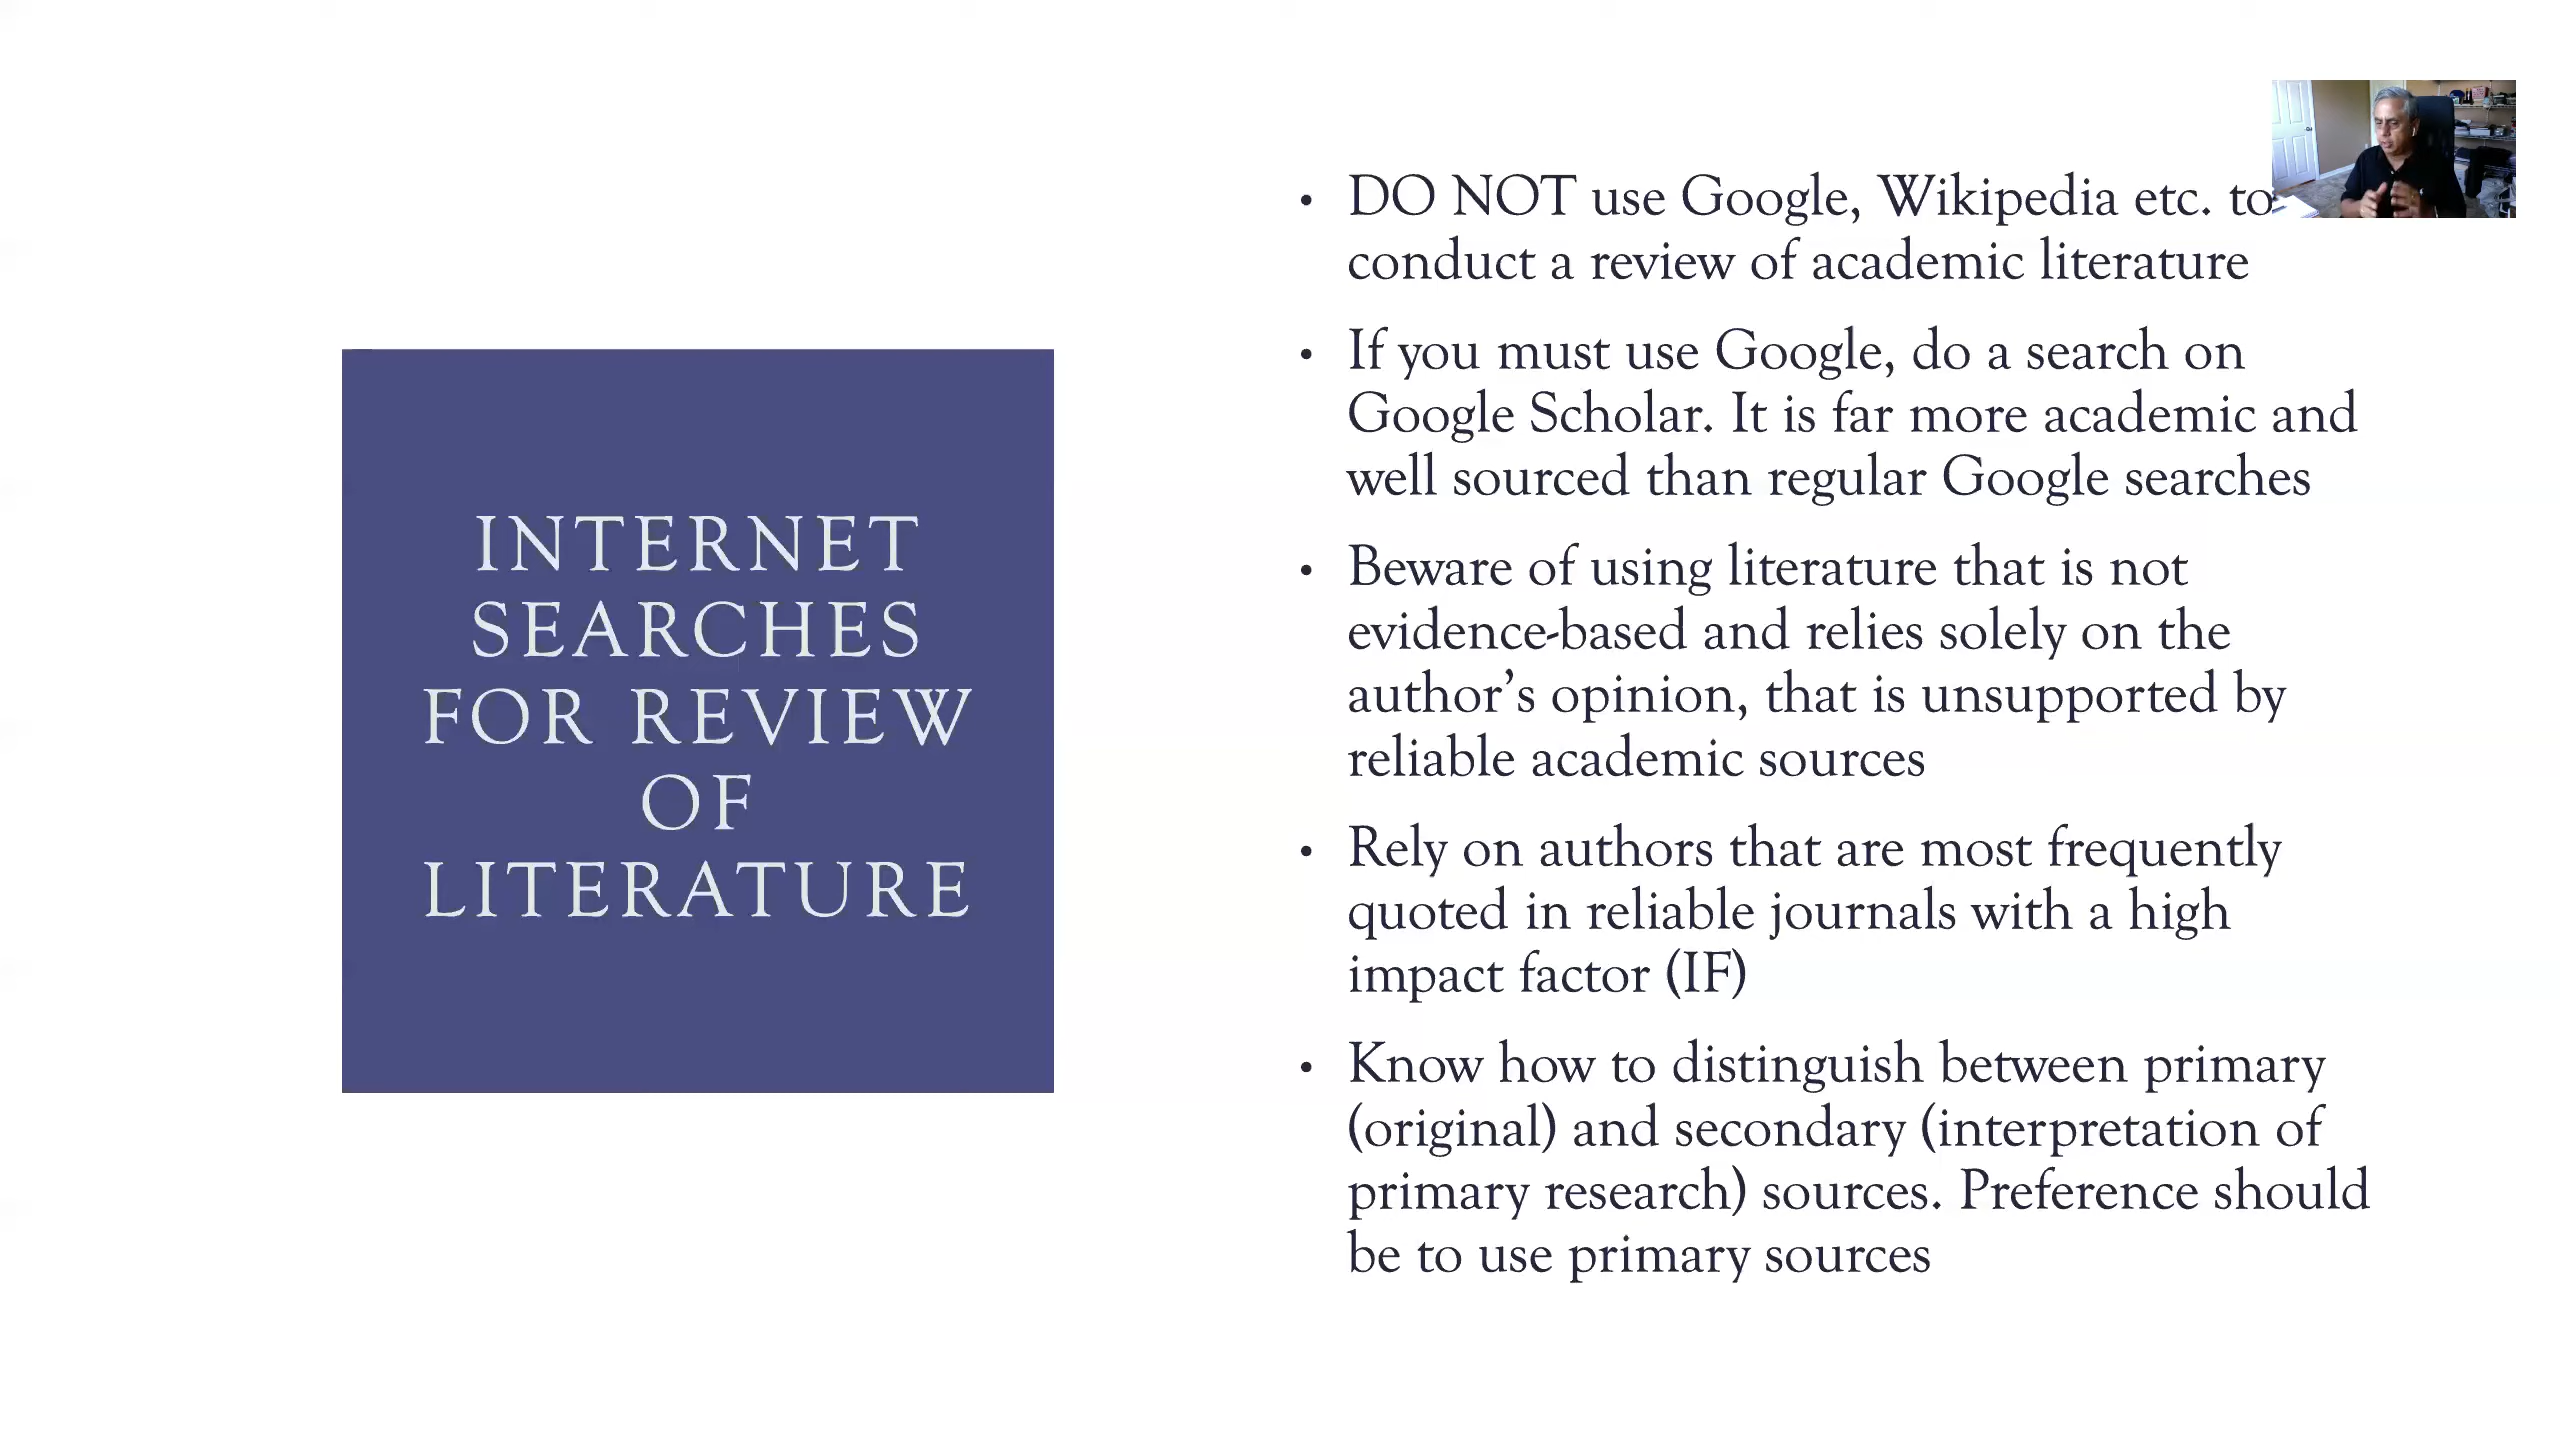 INTERNET
SEARCHES
FOR REVIEW
OF
LITERATURE
• DO NOT use Google, Wikipedia etc. to
conduct a review of academic literature
• If you must use Google, do a search on
Google Scholar. It is far more academic and
well sourced than regular Google searches
• Beware of using literature that is not
evidence-based and relies solely on the
author’s opinion, that is unsupported by
reliable academic sources
• Rely on authors that are most frequently
quoted in reliable journals with a high
impact factor (IF)
• Know how to distinguish between primary
(original) and secondary (interpretation of
primary research) sources. Preference should
be to use primary sources